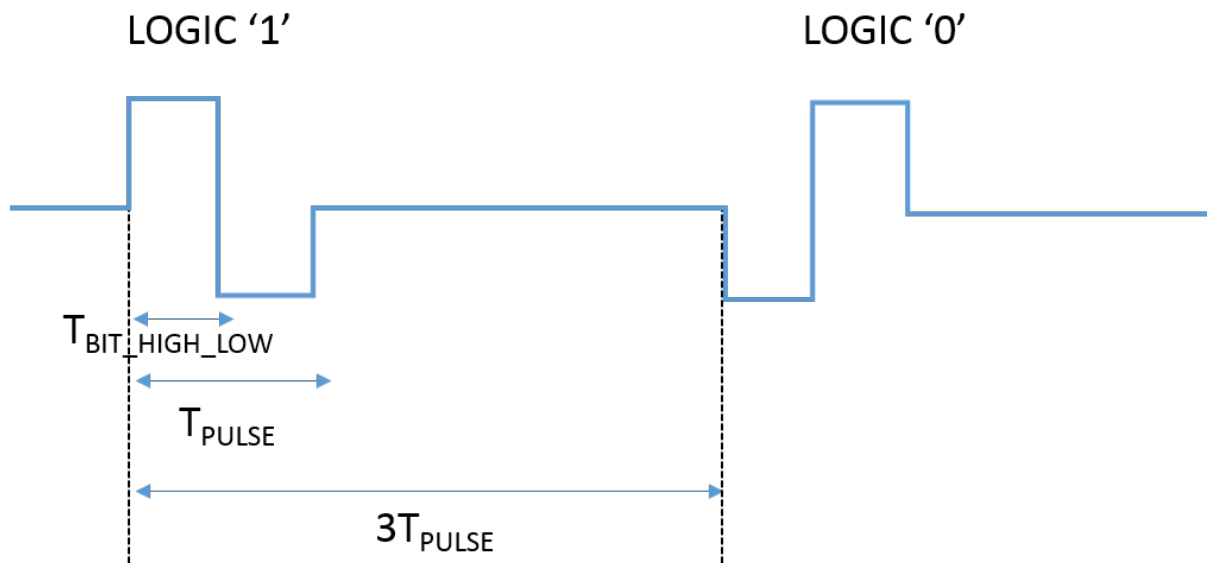 LOGIC ‘1’
LOGIC ‘0’
TBIT_HIGH_LOW
TPULSE
3TPULSE